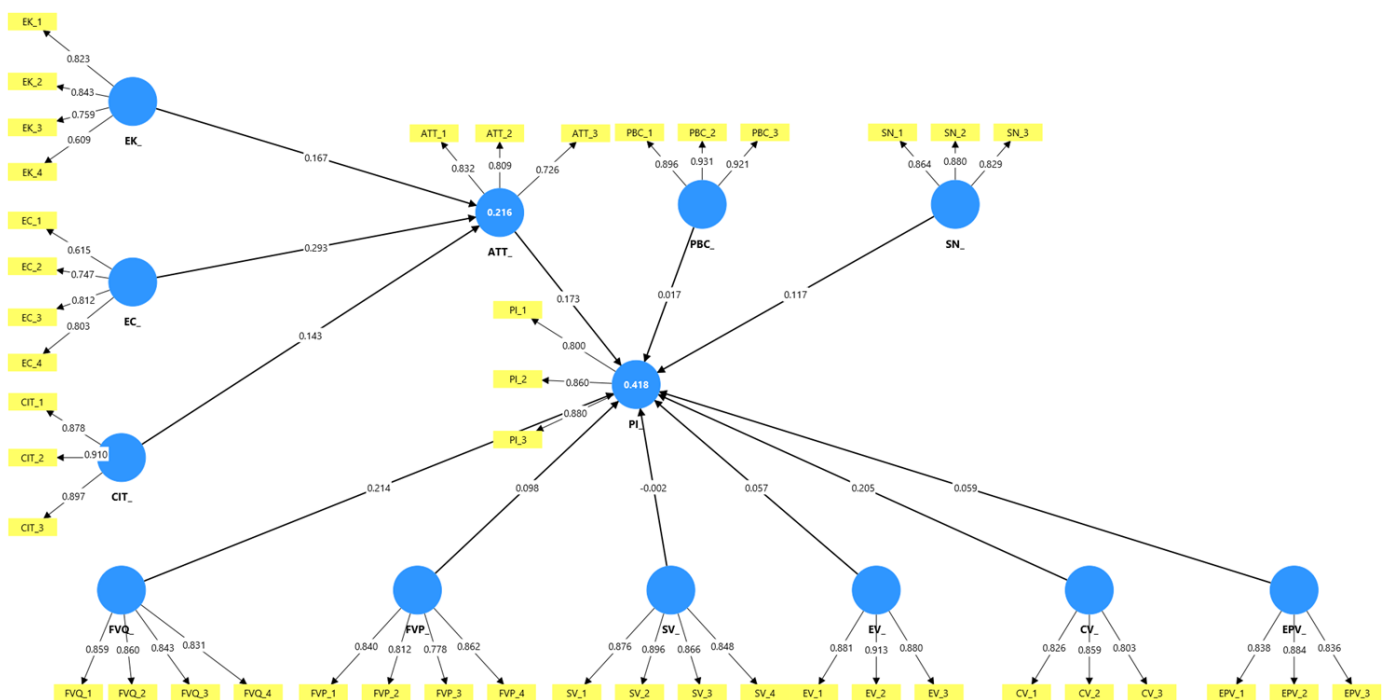 EK_1
0.823
EK_2
0.843
EK_3
0.759
0.609
EK_4
EK_
0.167
EC_1
0.615
EC_2
0.747
EC_3
0.812
0.803
EC_4
EC_
0.293
CIT_1
0.878
CIT_2
0.910
0.897
CIT_3
CIT_
0.143
ATT_1 ATT_2 ATT_3
0.832 0.809 0.726
0.216
ATT_
0.173
PBC_1 PBC_2 PBC_3
0.896 0.931 0.921
PBC_
0.017
SN_1 SN_2 SN_3
0.864 0.880 0.829
SN_
0.117
PI_1
0.800
PI_2
0.860
0.880
PI_3
0.418
PI_
0.214 0.098 -0.002 0.057 0.205 0.059
FVQ_
0.859 0.860 0.843 0.831
FVQ_1 FVQ_2 FVQ_3 FVQ_4
FVP_
0.840 0.812 0.778 0.862
FVP_1 FVP_2 FVP_3 FVP_4
SV_
0.876 0.896 0.866 0.848
SV_1 SV_2 SV_3 SV_4
EV_
0.881 0.913 0.880
EV_1 EV_2 EV_3
CV_
0.826 0.859 0.803
CV_1 CV_2 CV_3
EPV_
0.838 0.884 0.836
EPV_1 EPV_2 EPV_3